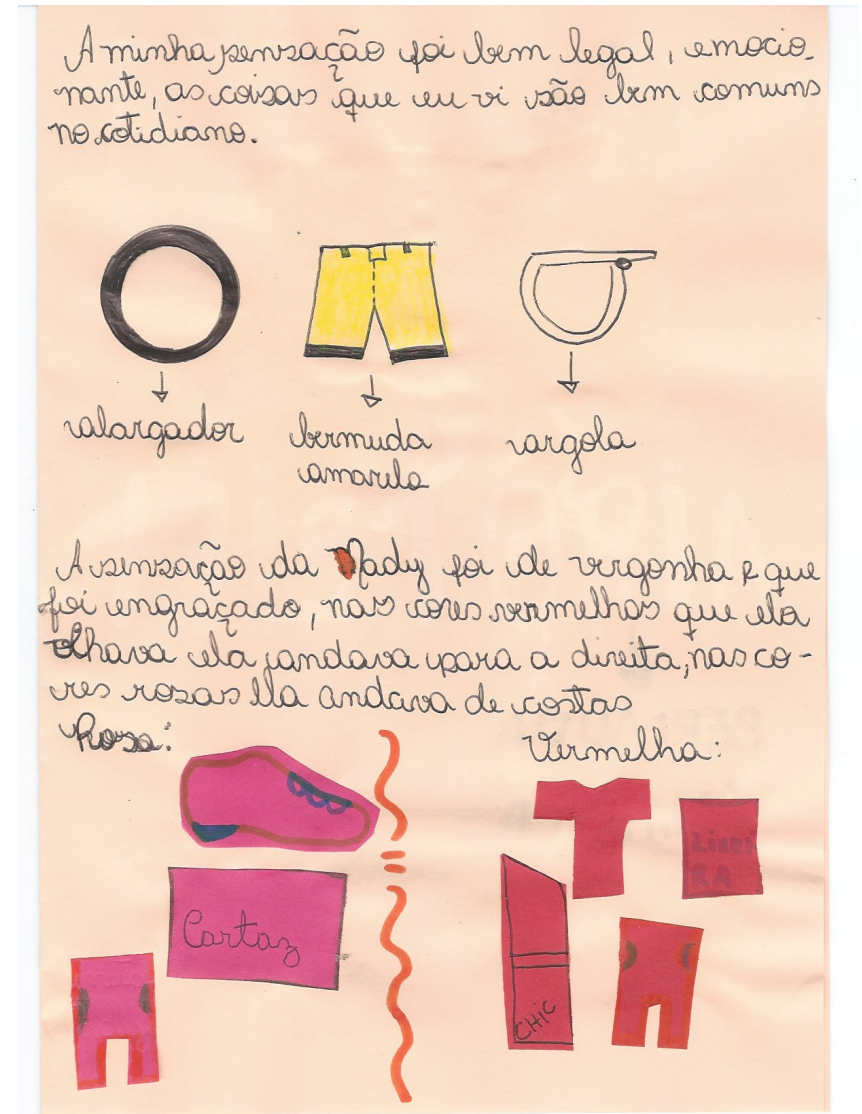 A minha sensação foi bem legal, emocio-
nante, as coisas que eu vi são bem comuns
no cotidiano.
alargador bermuda argola
amarela
A sensação da Nady foi de vergonha e que
foi engraçado, nas cores vermelhas que ela
olhava ela andava para a direita, nas co-
res rosas ela andava de costas
Rosa: Vermelha:
Cartaz
Lixei
RA
CHIC